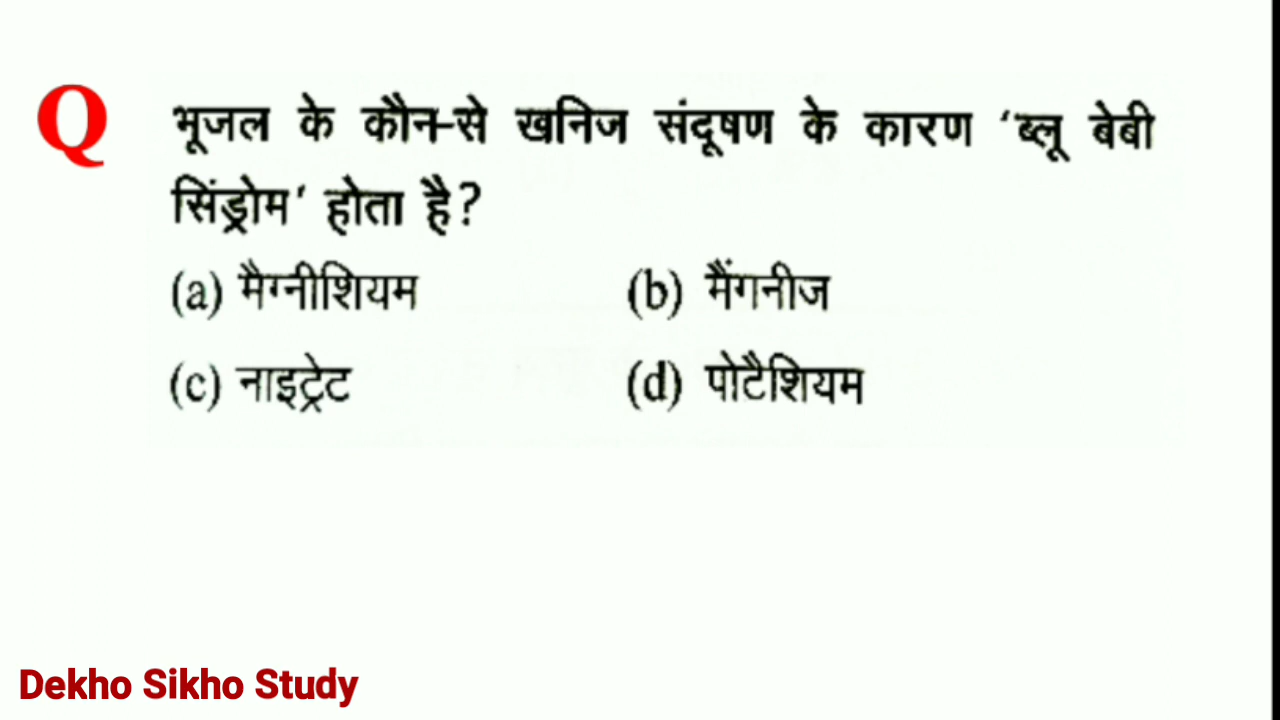 Q भूजल के कौन-से खनिज संदूषण के कारण ‘ब्लू बेबी
सिंड्रोम’ होता है?
(a) मैग्नीशियम (b) मैंगनीज
(c) नाइट्रेट (d) पोटैशियम
Dekho Sikho Study